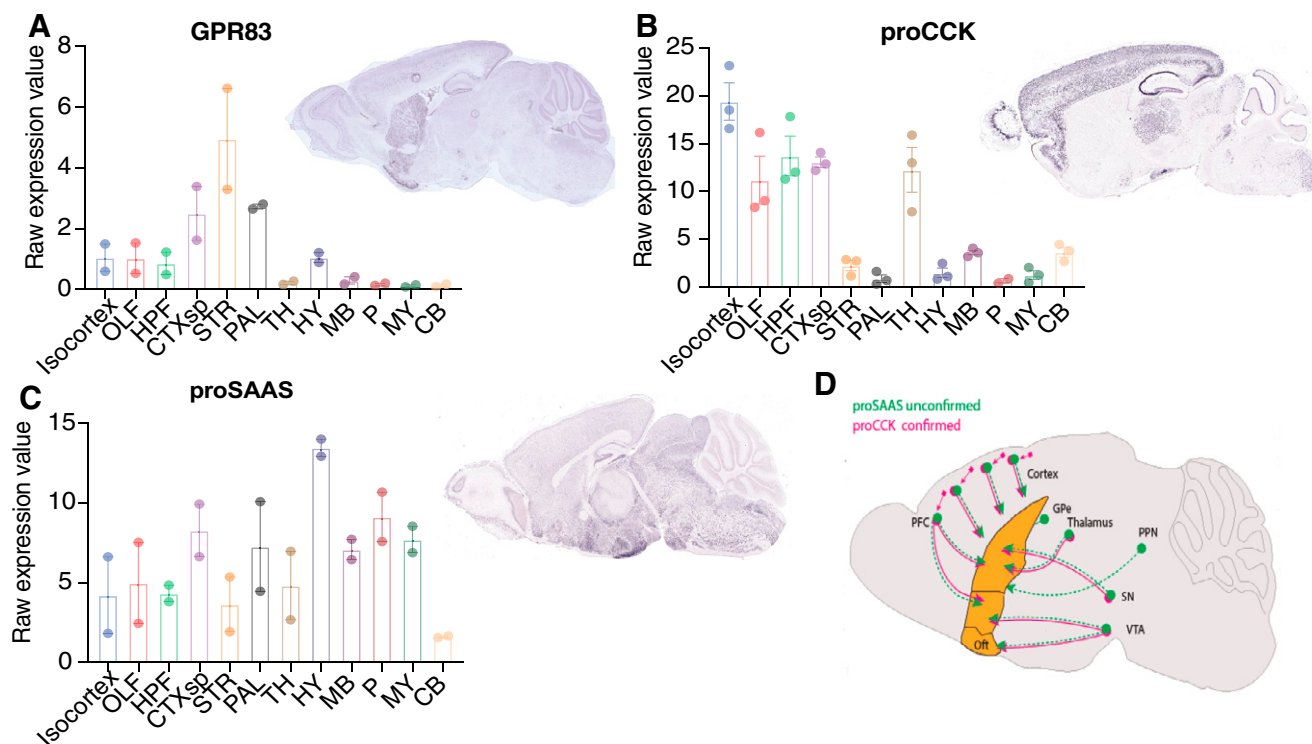 A
GPR83
Raw expression value
8
6
4
2
0
Isocortex
OLF
HPF
CTXsp
STR
PAL
TH
HY
MB
P
MY
CB
B
proCCK
Raw expression value
25
20
15
10
5
0
Isocortex
OLF
HPF
CTXsp
STR
PAL
TH
HY
MB
P
MY
CB
C
proSAAS
Raw expression value
15
10
5
0
Isocortex
OLF
HPF
CTXsp
STR
PAL
TH
HY
MB
P
MY
CB
D
proSAAS unconfirmed
proCCK confirmed
Cortex
PFC
GPe
Thalamus
PPN
SN
VTA
Oft